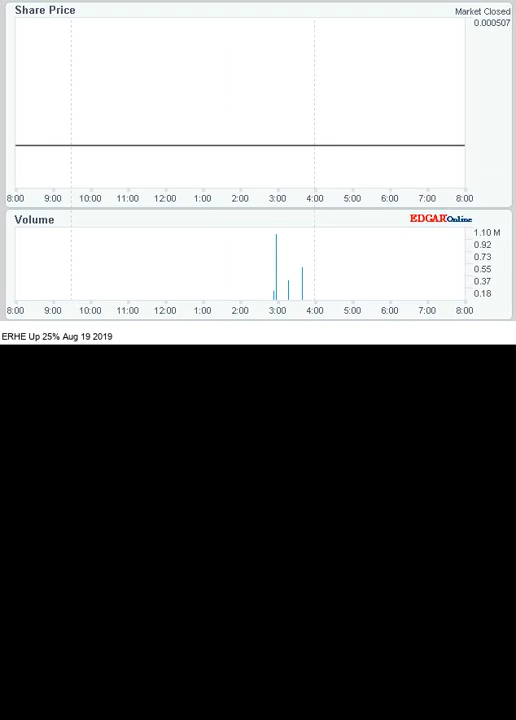 Share Price
Market Closed
0.000507
8:00 9:00 10:00 11:00 12:00 1:00 2:00 3:00 4:00 5:00 6:00 7:00 8:00
Volume
EDGAR Online
1.10 M
0.92
0.73
0.55
0.37
0.18
8:00 9:00 10:00 11:00 12:00 1:00 2:00 3:00 4:00 5:00 6:00 7:00 8:00
ERHE Up 25% Aug 19 2019